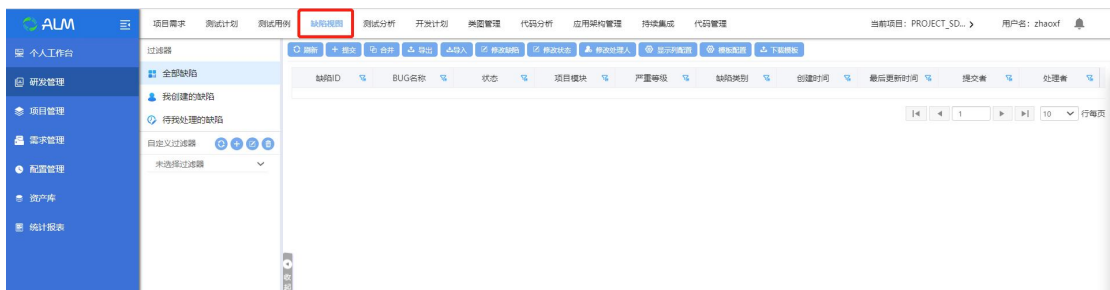 ALM 项目需求 测试计划 测试用例 缺陷视图 测试分析 开发计划 类图管理 代码分析 应用架构管理 持续集成 代码管理 当前项目: PROJECT_SD... 用户名: zhaoxf
个人工作台
研发管理
项目管理
需求管理
配置管理
资产库
统计报表
过滤器
全部缺陷
我创建的缺陷
待我处理的缺陷
自定义过滤器
未选择过滤器
刷新 提交 合并 导出 导入 修改缺陷 修改状态 修改处理人 显示列配置 模板配置 下载模板
缺陷ID BUG名称 状态 项目模块 严重等级 缺陷类别 创建时间 最后更新时间 提交者 处理者
1 10 行每页
收起